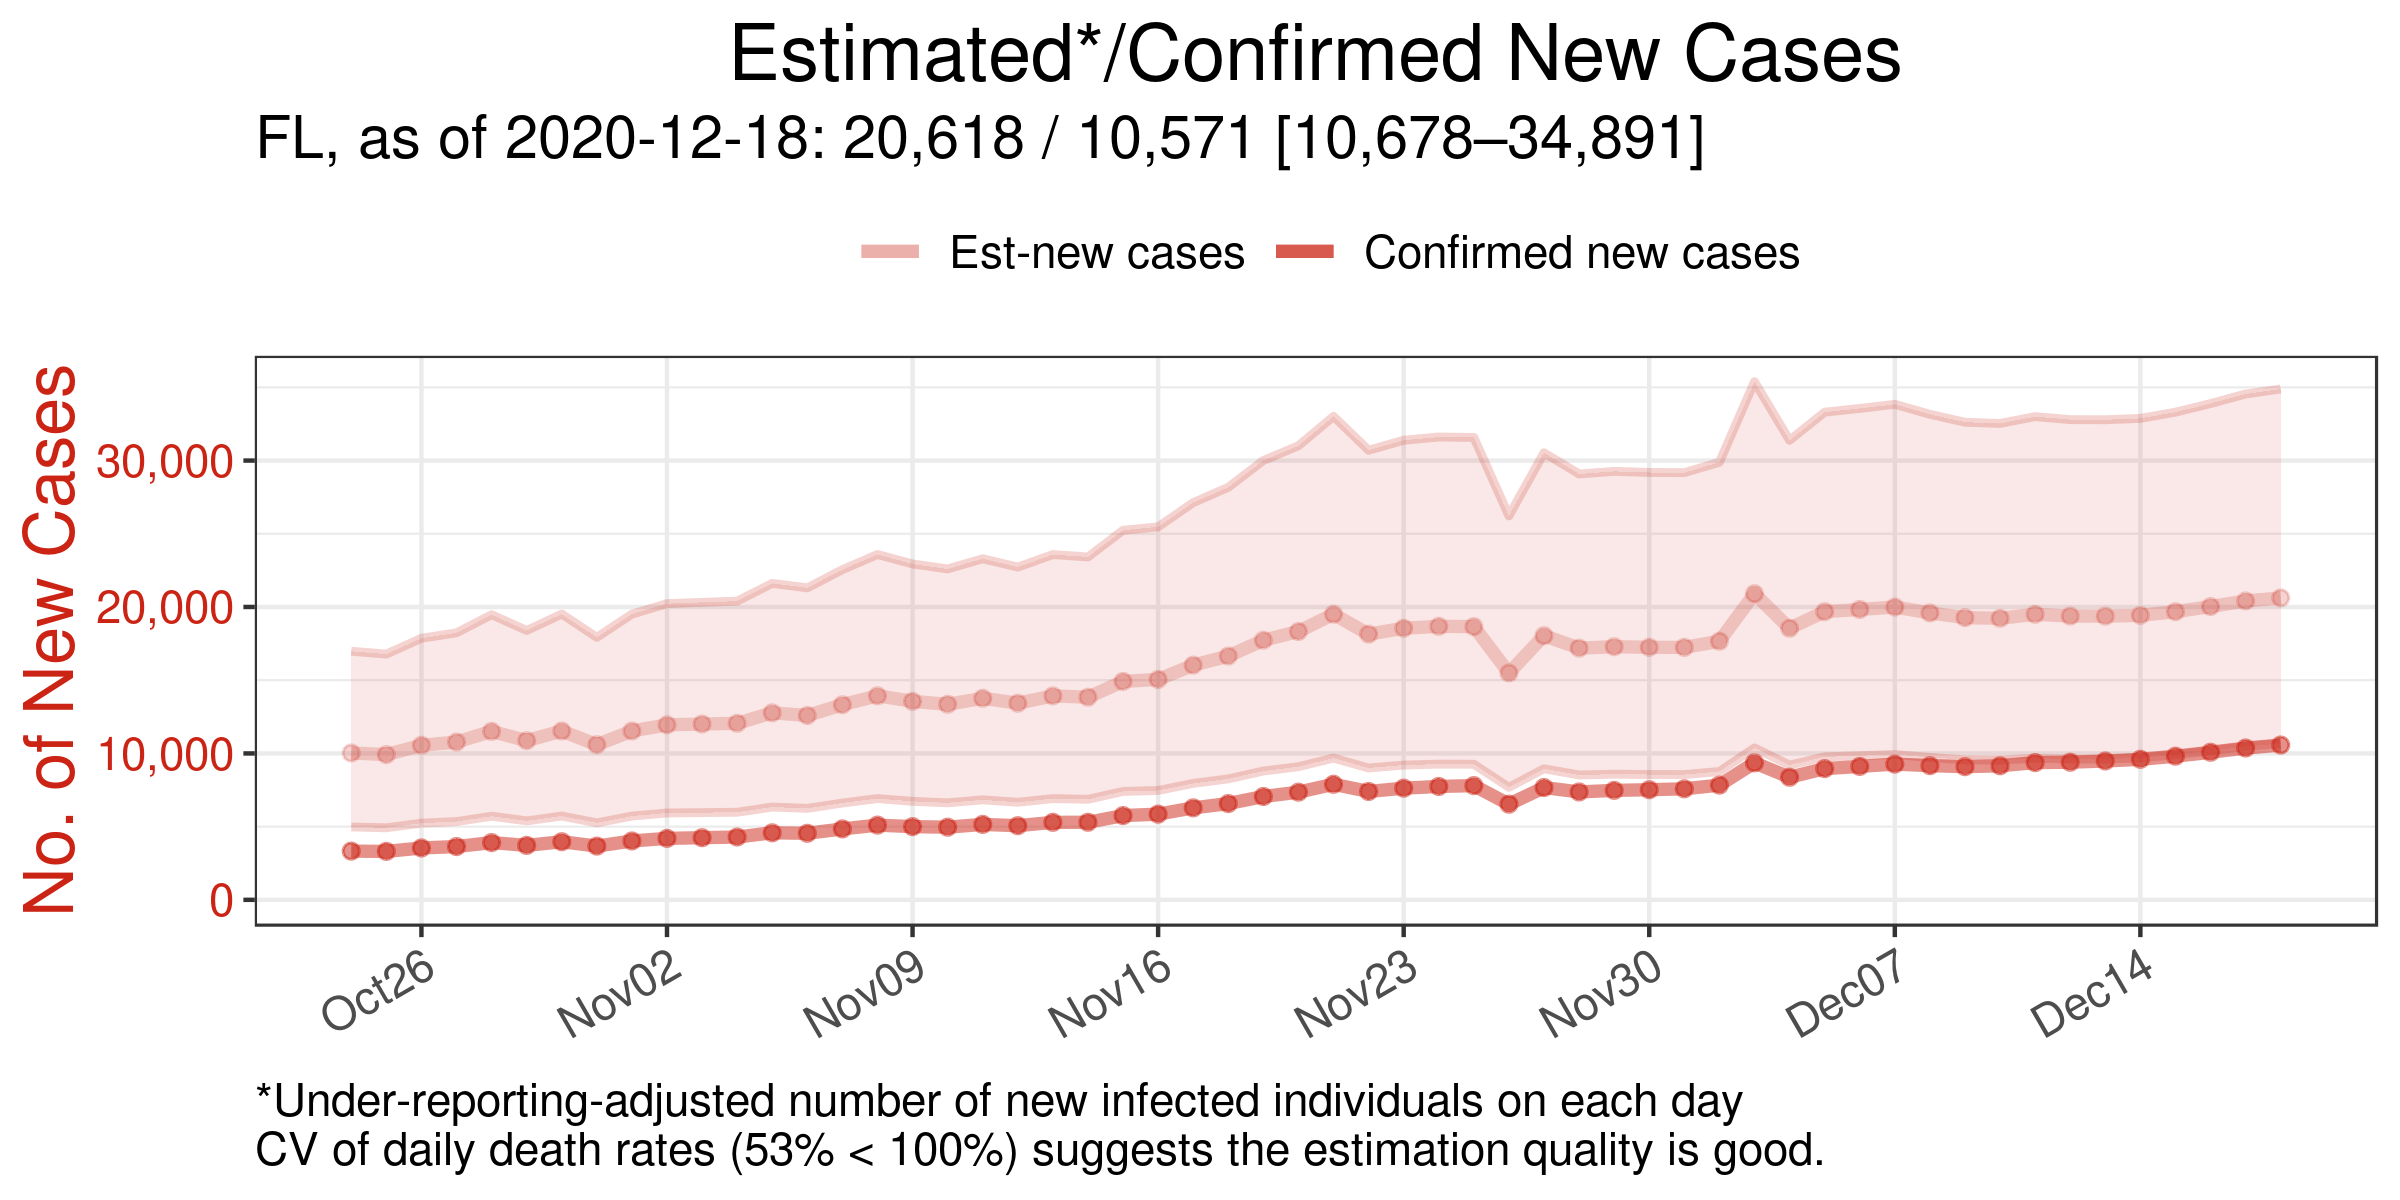 Estimated*/Confirmed New Cases
FL, as of 2020-12-18: 20,618 / 10,571 [10,678–34,891]
Est-new cases
Confirmed new cases
No. of New Cases
30,000
20,000
10,000
0
Oct26
Nov02
Nov09
Nov16
Nov23
Nov30
Dec07
Dec14
*Under-reporting-adjusted number of new infected individuals on each day
CV of daily death rates (53% < 100%) suggests the estimation quality is good.